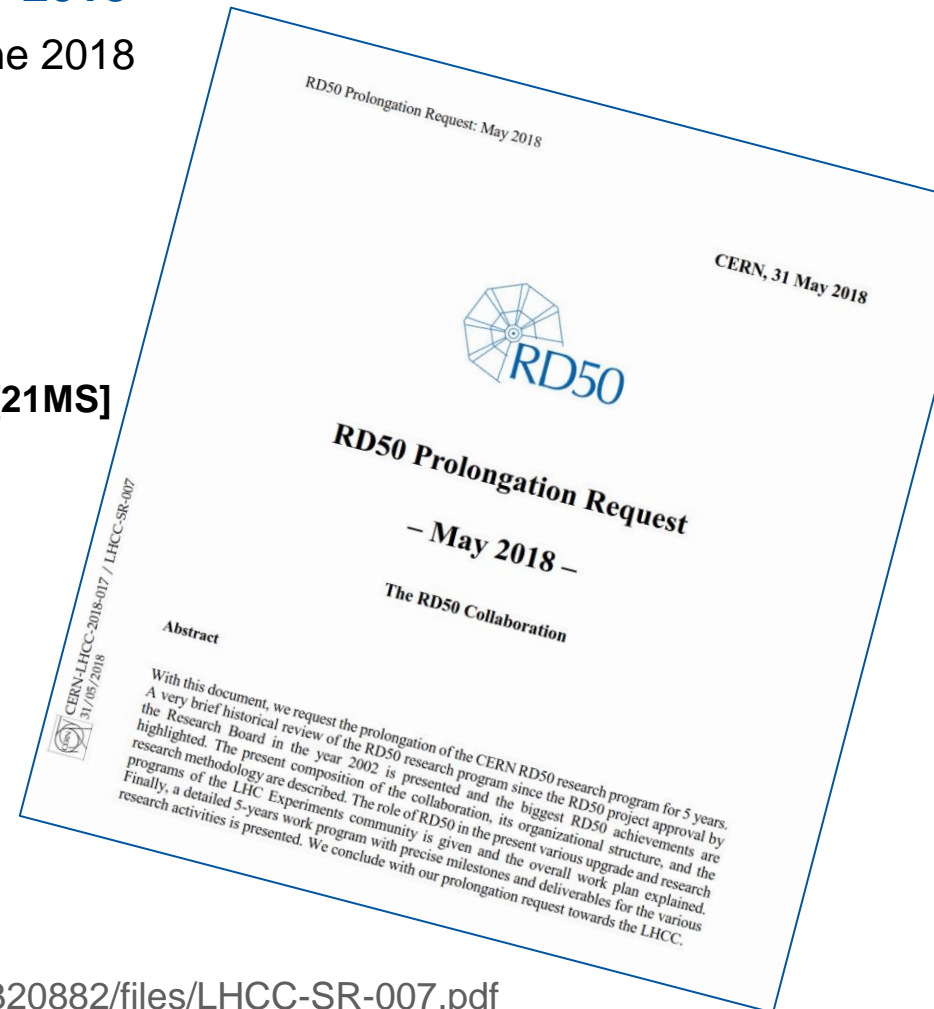 2018
ne 2018
RD50 Prolongation Request: May 2018
CERN, 31 May 2018
RD50
21MS]
RD50 Prolongation Request
– May 2018 –
The RD50 Collaboration
CERN-LHCC-2018-017 / LHCC-SR-007
31/05/2018
Abstract
With this document, we request the prolongation of the CERN RD50 research program for 5 years.
A very brief historical review of the RD50 research program since the RD50 project approval by
the Research Board in the year 2002 is presented and the biggest RD50 achievements are
highlighted. The present composition of the collaboration, its organizational structure, and the
research methodology are described. The role of RD50 in the present various upgrade and research
programs of the LHC Experiments community is given and the overall work plan explained.
Finally, a detailed 5-years work program with precise milestones and deliverables for the various
research activities is presented. We conclude with our prolongation request towards the LHCC.
320882/files/LHCC-SR-007.pdf